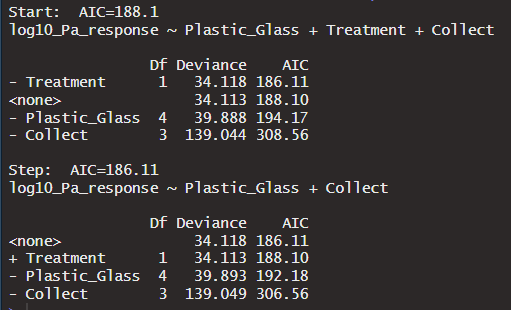 Start:  AIC=188.1
log10_Pa_response ~ Plastic_Glass + Treatment + Collect
Df Deviance AIC
- Treatment 1 34.118 186.11
<none> 34.113 188.10
- Plastic_Glass 4 39.888 194.17
- Collect 3 139.044 308.56
Step:  AIC=186.11
log10_Pa_response ~ Plastic_Glass + Collect
Df Deviance AIC
<none> 34.118 186.11
+ Treatment 1 34.113 188.10
- Plastic_Glass 4 39.893 192.18
- Collect 3 139.049 306.56